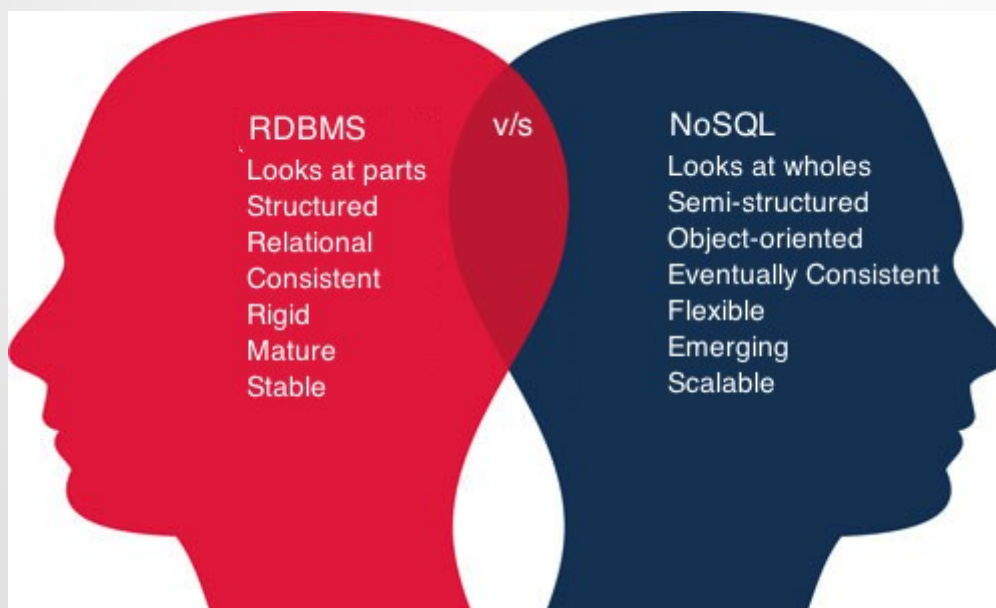 RDBMS
Looks at parts
Structured
Relational
Consistent
Rigid
Mature
Stable
v/s
NoSQL
Looks at wholes
Semi-structured
Object-oriented
Eventually Consistent
Flexible
Emerging
Scalable